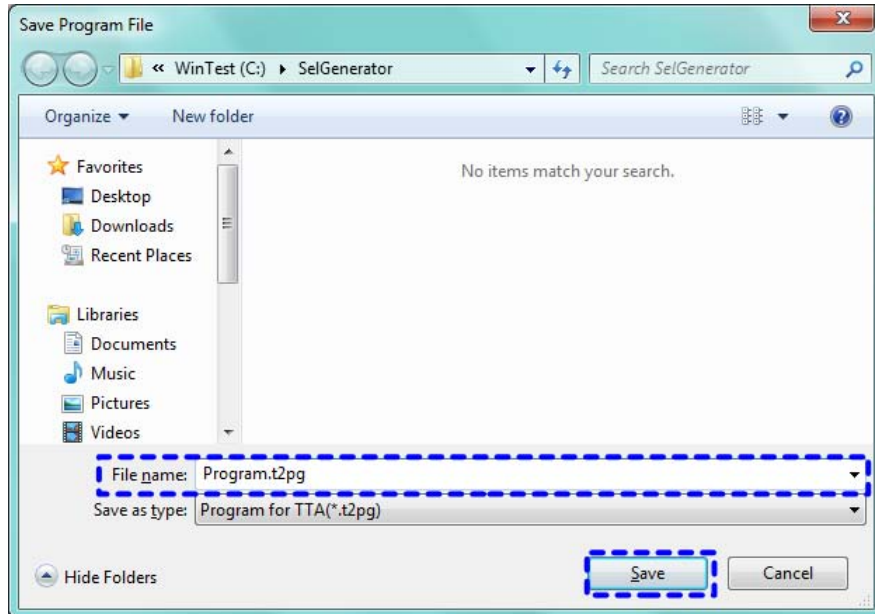 Save Program File
« WinTest (C:) ▸ SelGenerator
Search SelGenerator
Organize ▾ New folder
Favorites
Desktop
Downloads
Recent Places
Libraries
Documents
Music
Pictures
Videos
No items match your search.
File name: Program.t2pg
Save as type: Program for TTA(*.t2pg)
Hide Folders
Save
Cancel